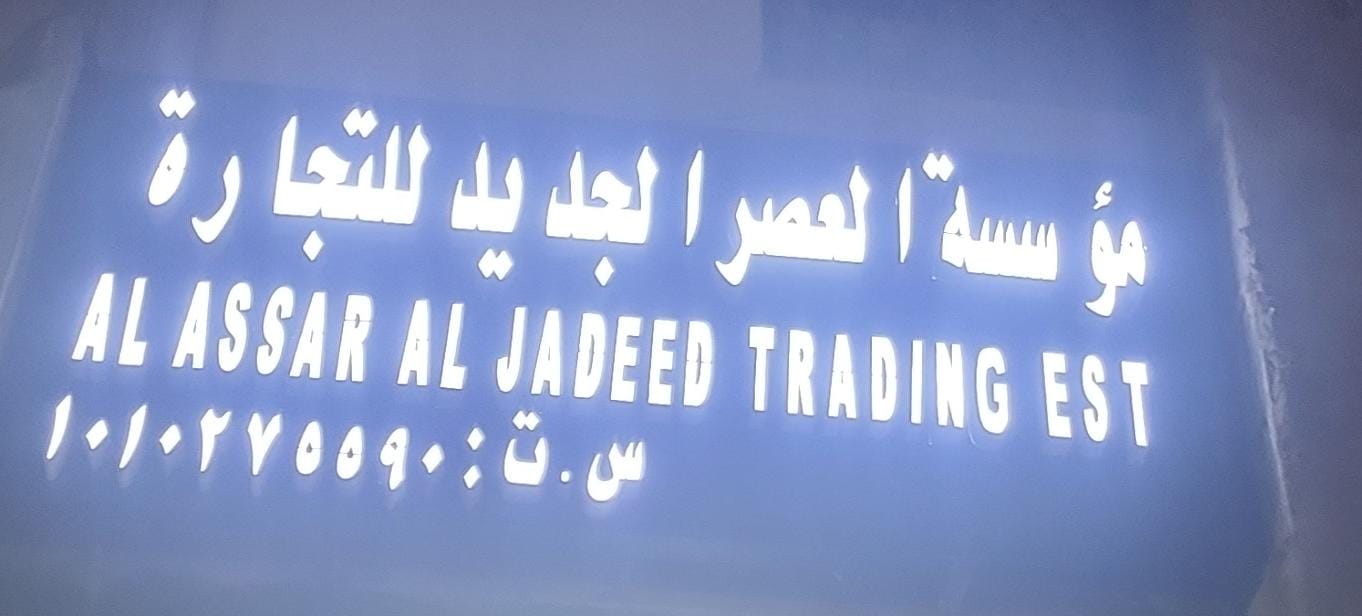 مؤسسة العصر الجديد للتجارة
AL ASSAR AL JADEED TRADING EST
س.ت: ١٠١٠٢٧٥٥٩٠